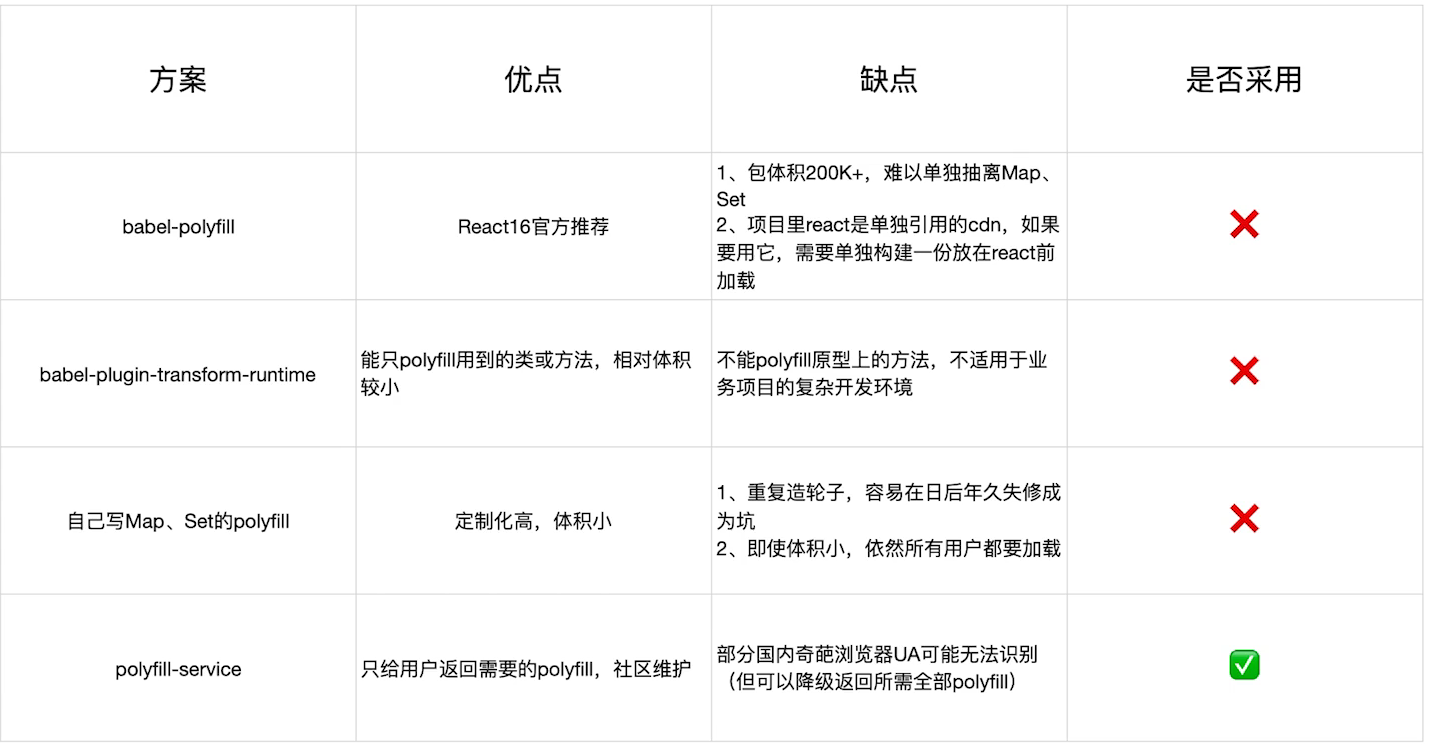 方案
优点
缺点
是否采用
babel-polyfill
React16官方推荐
1、包体积200K+，难以单独抽离Map、
Set
2、项目里react是单独引用的cdn，如果
要用它，需要单独构建一份放在react前
加载
babel-plugin-transform-runtime
能只polyfill用到的类或方法，相对体积
较小
不能polyfill原型上的方法，不适用于业
务项目的复杂开发环境
自己写Map、Set的polyfill
定制化高，体积小
1、重复造轮子，容易在日后年久失修成
为坑
2、即使体积小，依然所有用户都要加载
polyfill-service
只给用户返回需要的polyfill，社区维护
部分国内奇葩浏览器UA可能无法识别
（但可以降级返回所需全部polyfill）